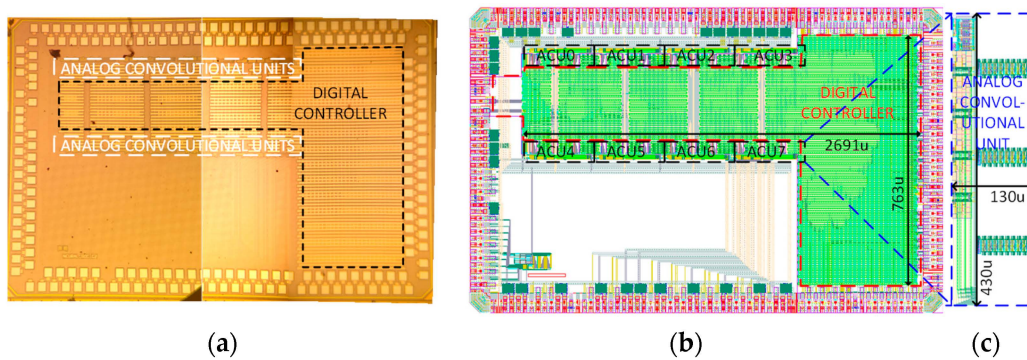 ANALOG CONVOLUTIONAL UNITS
DIGITAL
CONTROLLER
ANALOG CONVOLUTIONAL UNITS
(a)
ACU0 ACU1 ACU2 ACU3
DIGITAL
CONTROLLER
ACU4 ACU5 ACU6 ACU7
2691u
763u
(b)
ANALOG
CONVOL-
UTIONAL
UNIT
130u
430u
(c)